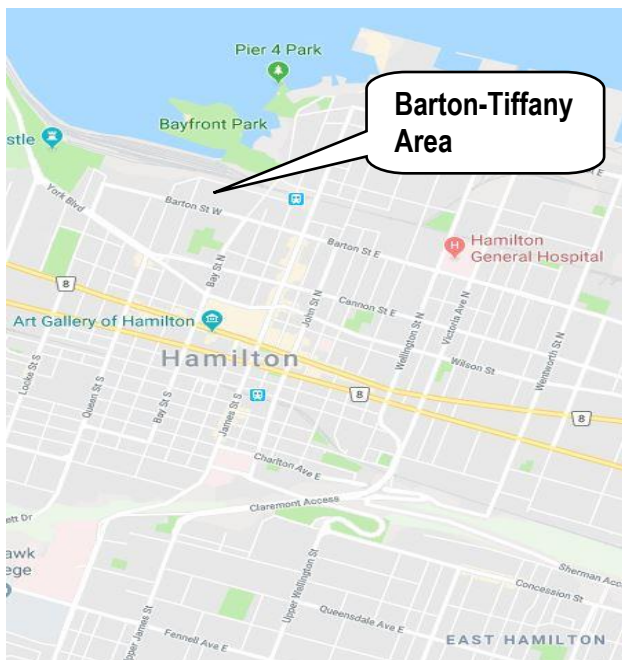 Pier 4 Park
Barton-Tiffany
Area
Bayfront Park
stle
York Blvd
Barton St W
Barton St E
Hamilton
General Hospital
Bay St N
8
Cannon St E
John St N
Victoria Ave N
Wellington St N
Art Gallery of Hamilton
Hamilton
Wilson St
Wentworth St N
Locke St S
Queen St S
Bay St S
James St S
8
8
Charlton Ave E
Claremont Access
ett Dr
awk
ege
Sherman Acc
Upper Wellington St
Concession St
Queensdale Ave E
Upper James St
Fennell Ave E
EAST HAMILTON
H